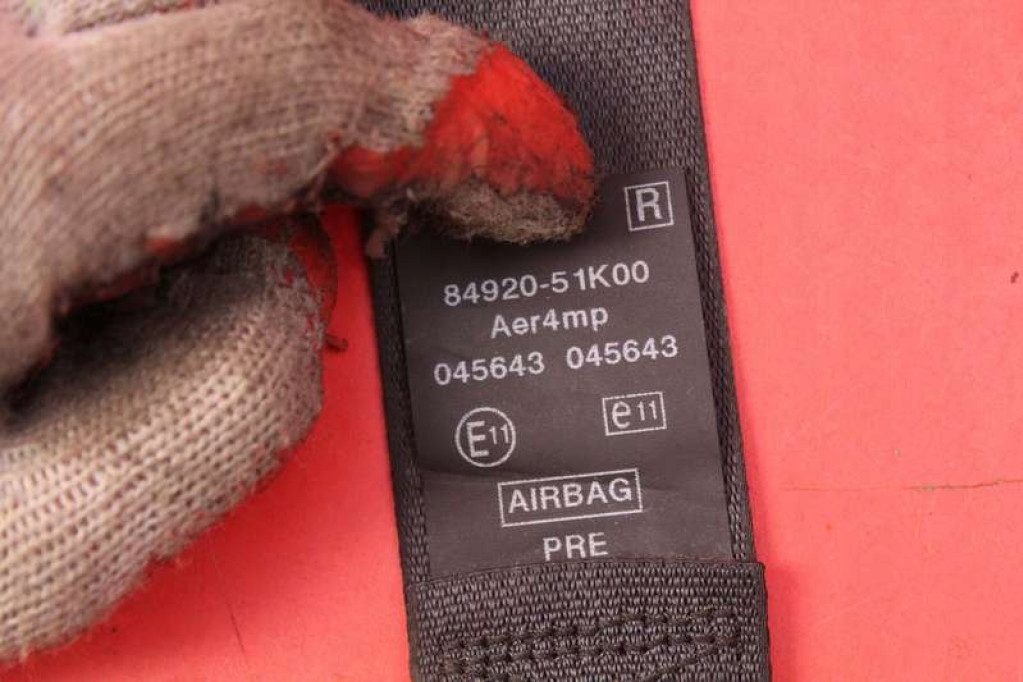 R
84920-51K00
Aer4mp
045643 045643
E11 e11
AIRBAG
PRE